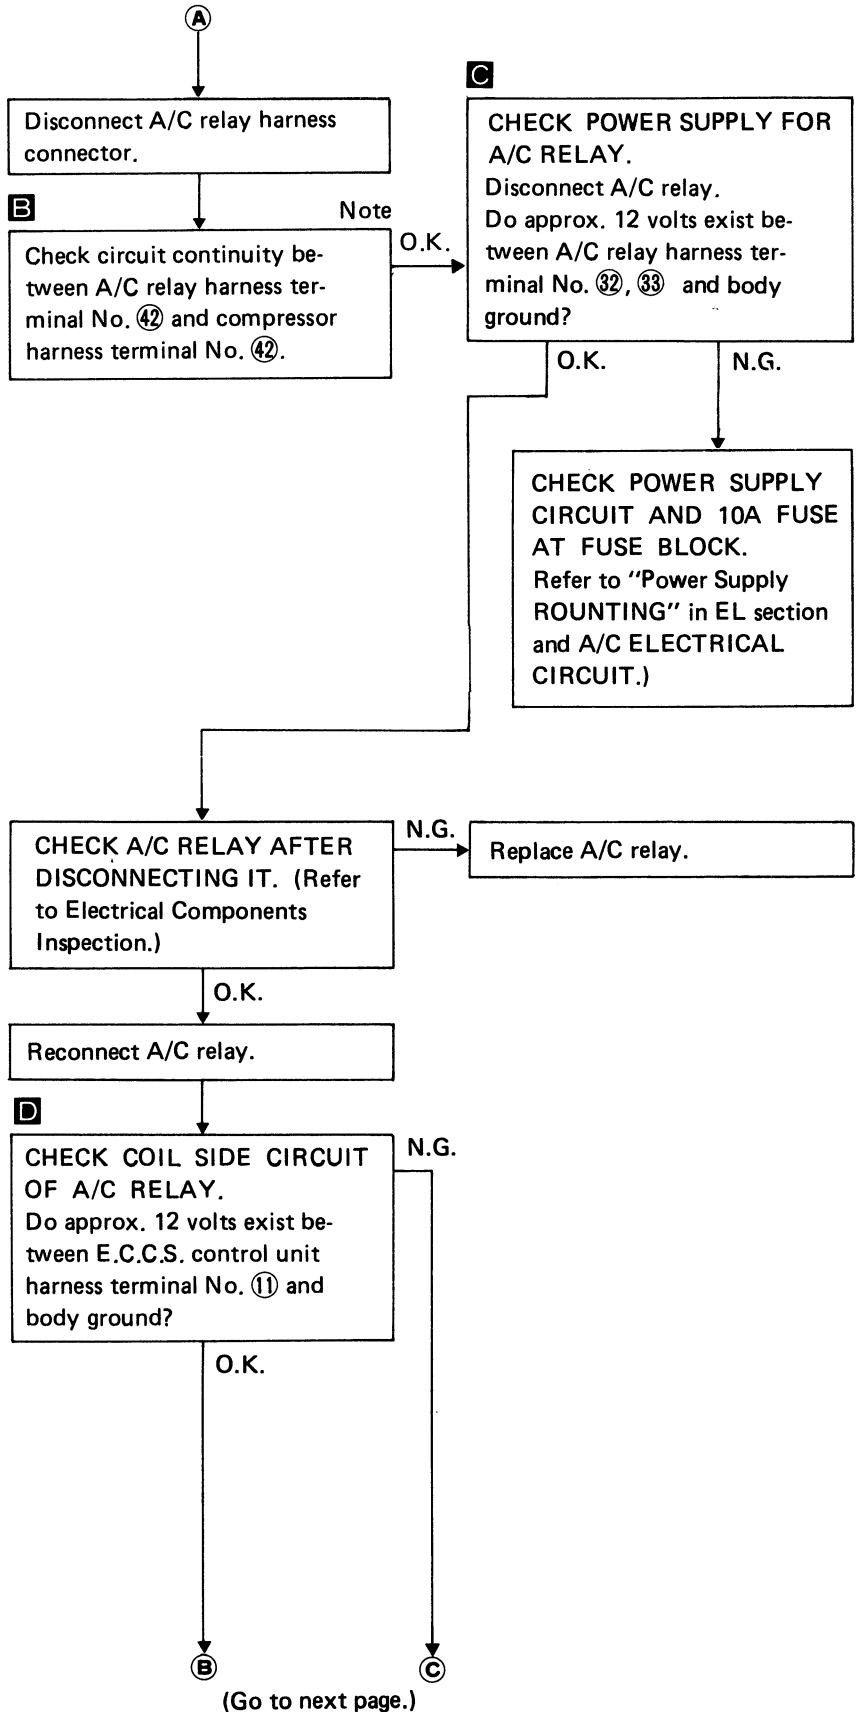 A
Disconnect A/C relay harness
connector.
B
Note
Check circuit continuity be-
tween A/C relay harness ter-
minal No. ㊷ and compressor
harness terminal No. ㊷.
O.K.
C
CHECK POWER SUPPLY FOR
A/C RELAY.
Disconnect A/C relay.
Do approx. 12 volts exist be-
tween A/C relay harness ter-
minal No. ㉜, ㉝ and body
ground?
O.K.
N.G.
CHECK POWER SUPPLY
CIRCUIT AND 10A FUSE
AT FUSE BLOCK.
Refer to "Power Supply
ROUNTING" in EL section
and A/C ELECTRICAL
CIRCUIT.)
CHECK A/C RELAY AFTER
DISCONNECTING IT. (Refer
to Electrical Components
Inspection.)
N.G.
Replace A/C relay.
O.K.
Reconnect A/C relay.
D
CHECK COIL SIDE CIRCUIT
OF A/C RELAY.
Do approx. 12 volts exist be-
tween E.C.C.S. control unit
harness terminal No. ⑪ and
body ground?
N.G.
O.K.
B
C
(Go to next page.)